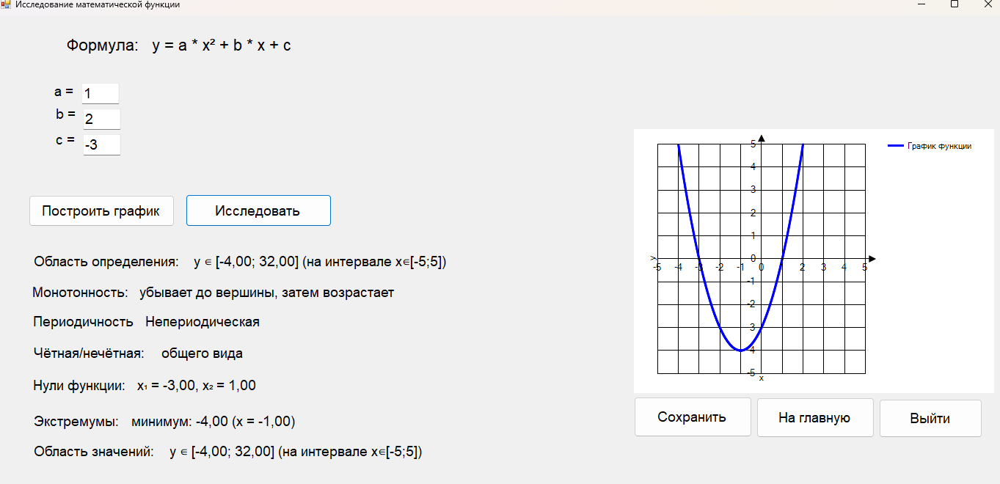 Исследование математической функции
Формула: y = a * x² + b * x + c
a = 1
b = 2
c = -3
Построить график
Исследовать
Область определения: y ∈ [-4,00; 32,00] (на интервале x∈[-5;5])
Монотонность: убывает до вершины, затем возрастает
Периодичность Непериодическая
Чётная/нечётная: общего вида
Нули функции: x₁ = -3,00, x₂ = 1,00
Экстремумы: минимум: -4,00 (x = -1,00)
Область значений: y ∈ [-4,00; 32,00] (на интервале x∈[-5;5])
График функции
5
4
3
2
1
0
y
-5 -4 -3 -2 -1 0 2 3 4 5
-1
-2
3
-4
-5
x
Сохранить
На главную
Выйти